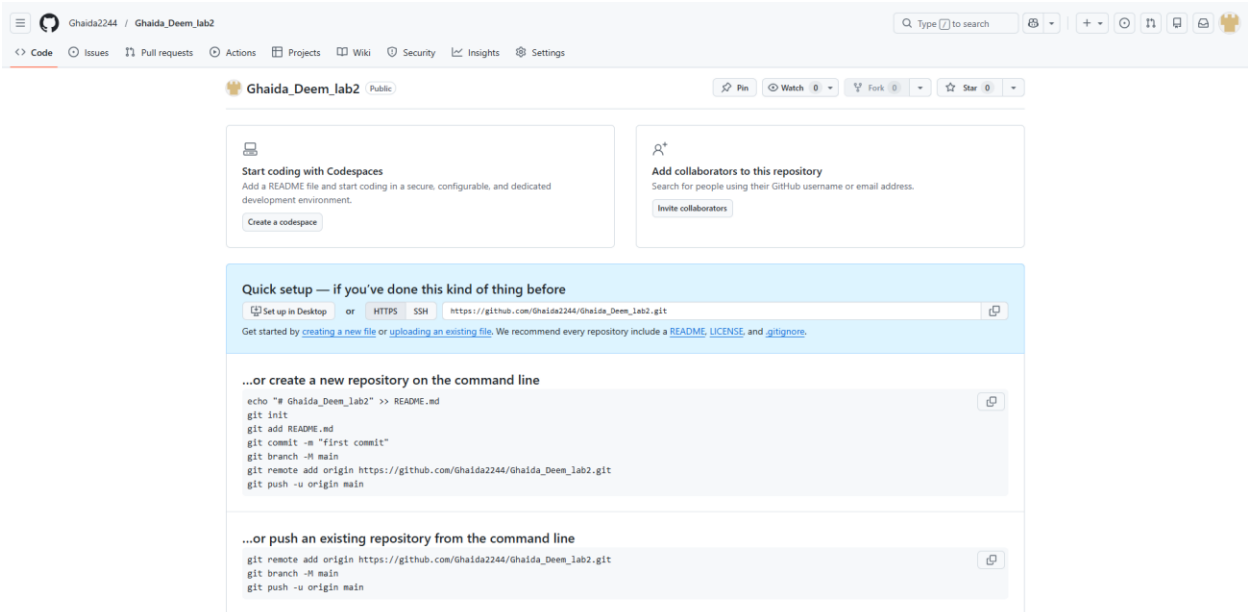 Ghaida2244 / Ghaida_Deem_lab2
Type / to search
Code Issues Pull requests Actions Projects Wiki Security Insights Settings
Ghaida_Deem_lab2 Public
Pin Watch 0 Fork 0 Star 0
Start coding with Codespaces
Add a README file and start coding in a secure, configurable, and dedicated
development environment.
Create a codespace
Add collaborators to this repository
Search for people using their GitHub username or email address.
Invite collaborators
Quick setup — if you've done this kind of thing before
Set up in Desktop or HTTPS SSH https://github.com/Ghaida2244/Ghaida_Deem_lab2.git
Get started by creating a new file or uploading an existing file. We recommend every repository include a README, LICENSE, and .gitignore.
...or create a new repository on the command line
echo "# Ghaida_Deem_lab2" >> README.md
git init
git add README.md
git commit -m "first commit"
git branch -M main
git remote add origin https://github.com/Ghaida2244/Ghaida_Deem_lab2.git
git push -u origin main
...or push an existing repository from the command line
git remote add origin https://github.com/Ghaida2244/Ghaida_Deem_lab2.git
git branch -M main
git push -u origin main